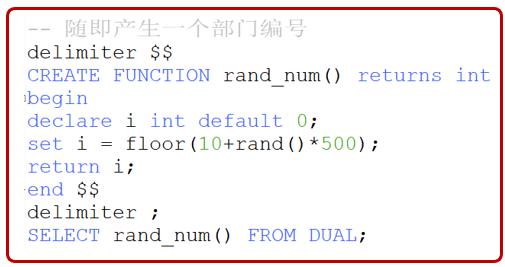 -- 随即产生一个部门编号
delimiter $$
CREATE FUNCTION rand_num() returns int
begin
declare i int default 0;
set i = floor(10+rand()*500);
return i;
end $$
delimiter ;
SELECT rand_num() FROM DUAL;